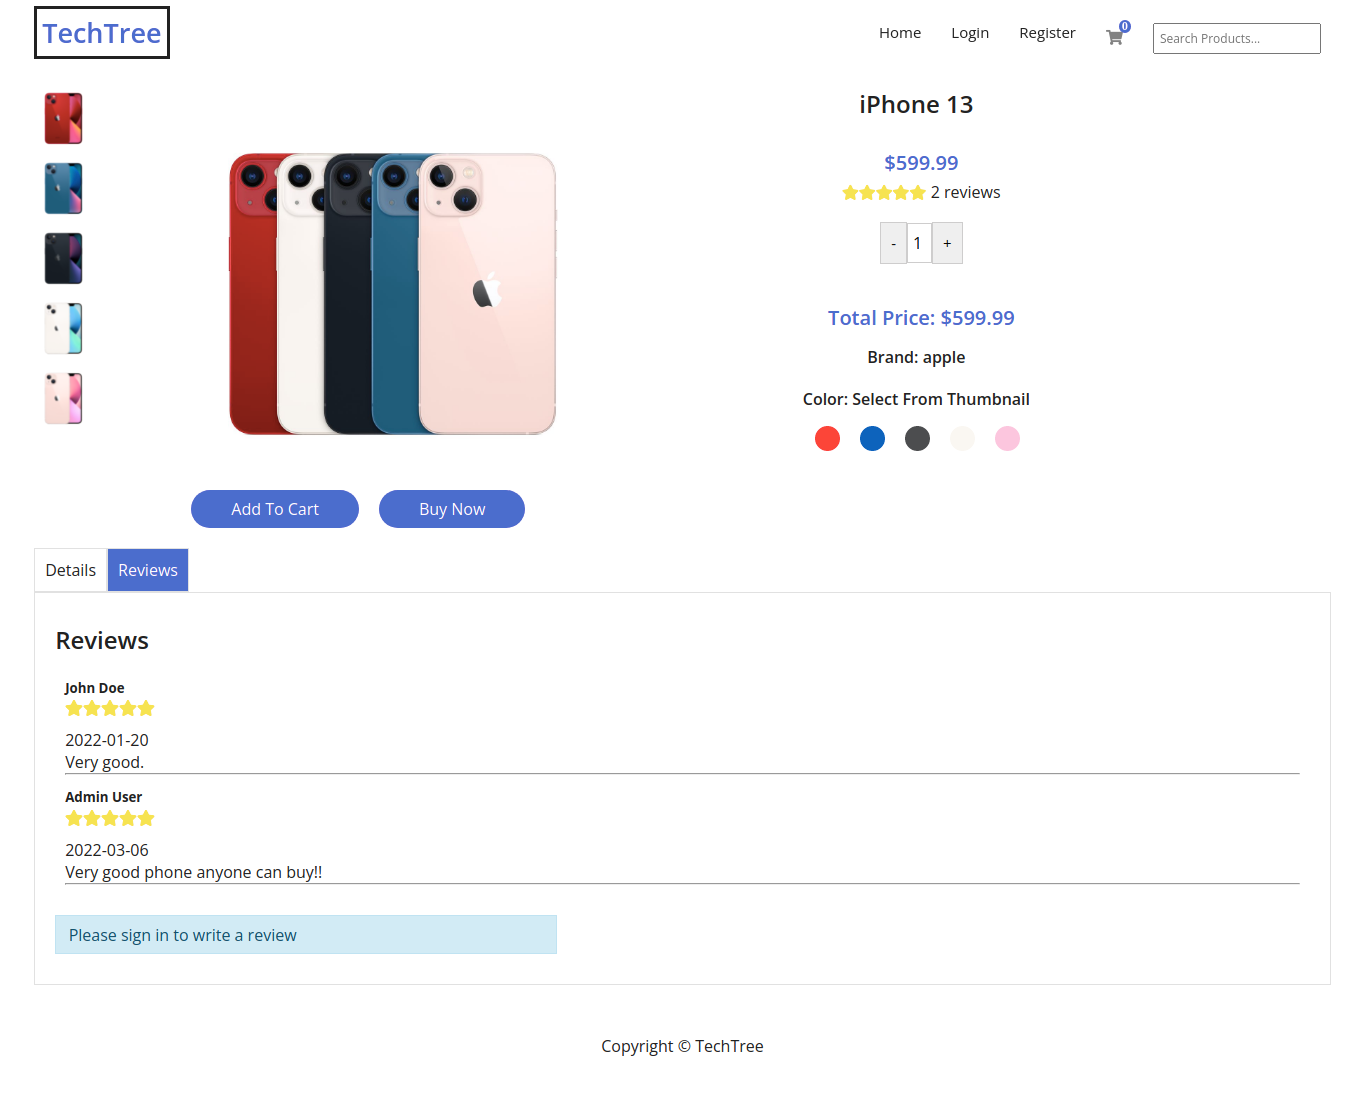 TechTree
Home Login Register 0 Search Products...
iPhone 13
$599.99
2 reviews
- 1 +
Total Price: $599.99
Brand: apple
Color: Select From Thumbnail
Add To Cart Buy Now
Details Reviews
Reviews
John Doe
2022-01-20
Very good.
Admin User
2022-03-06
Very good phone anyone can buy!!
Please sign in to write a review
Copyright © TechTree